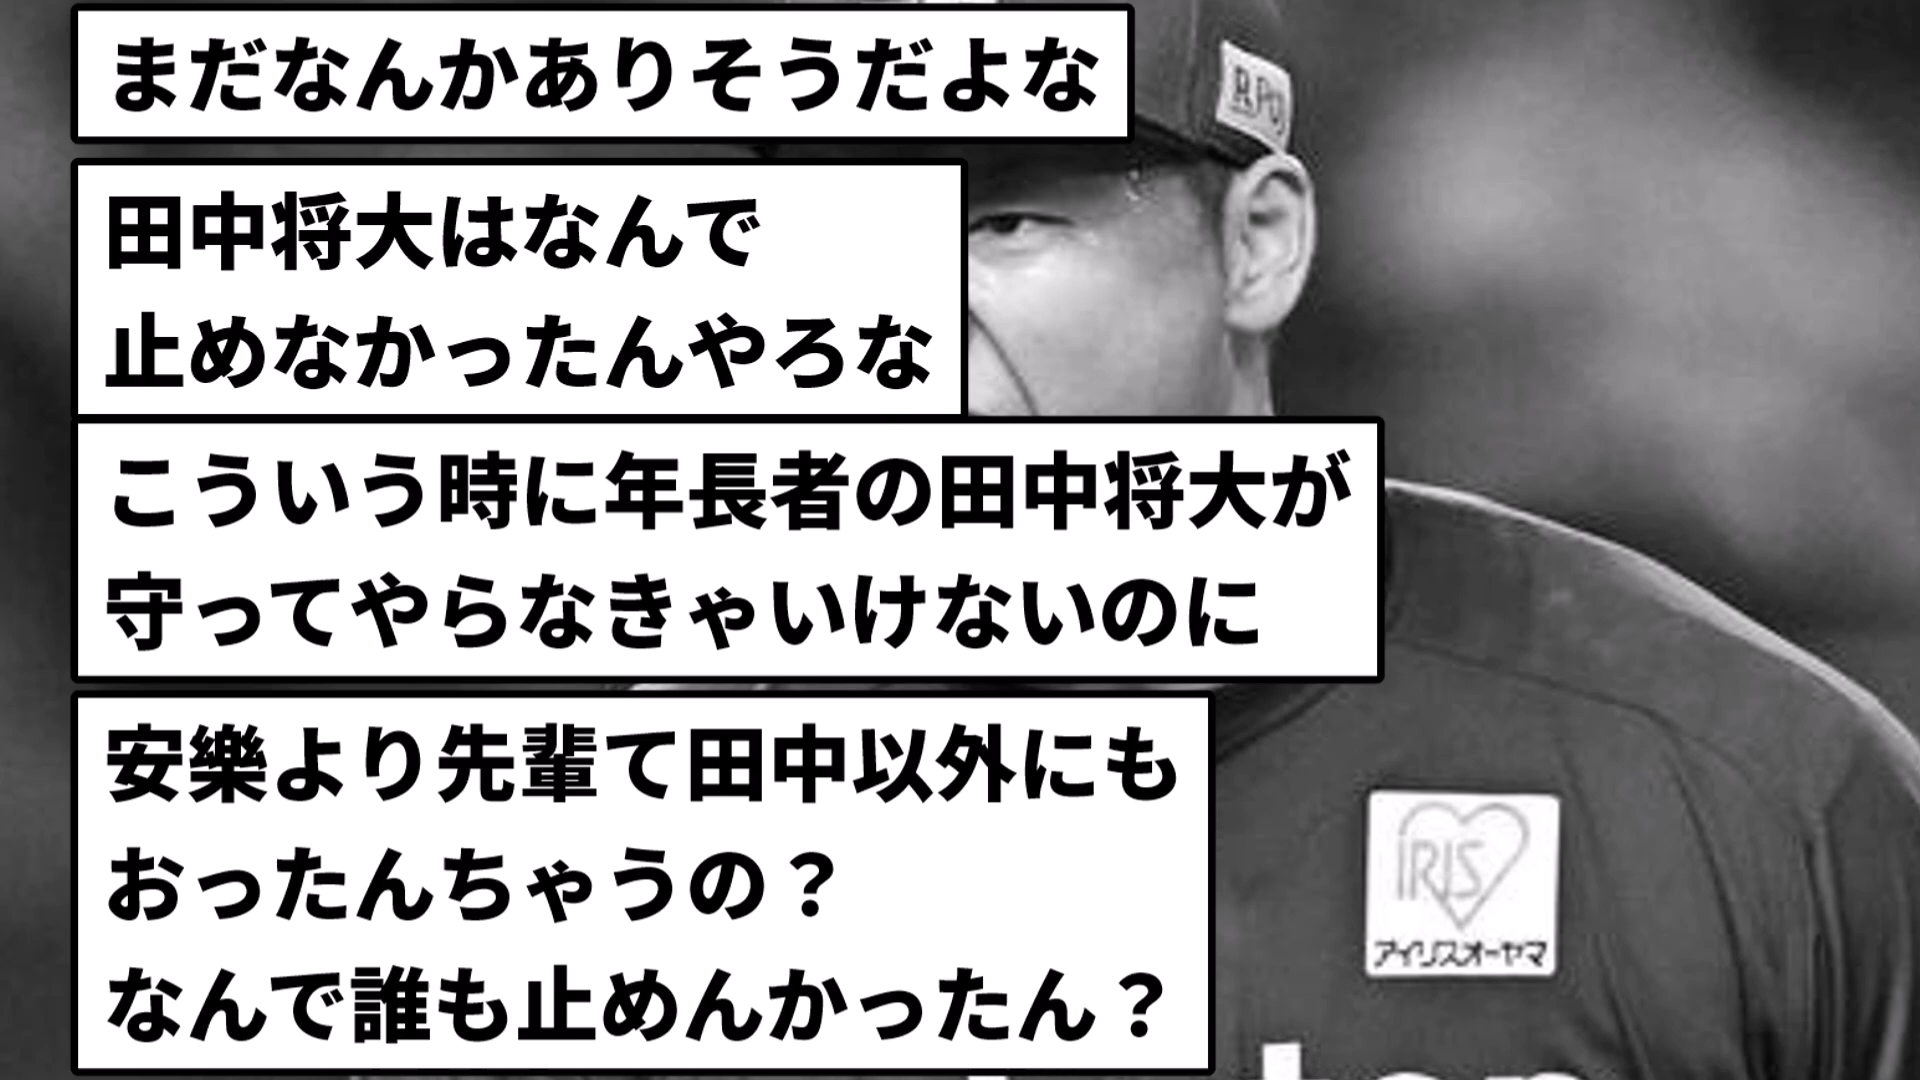 まだなんかありそうだよな
田中将大はなんで
止めなかったんやろな
こういう時に年長者の田中将大が
守ってやらなきゃいけないのに
安樂より先輩て田中以外にも
おったんちゃうの？
なんで誰も止めんかったん？
IRIS
アイリスオーヤマ